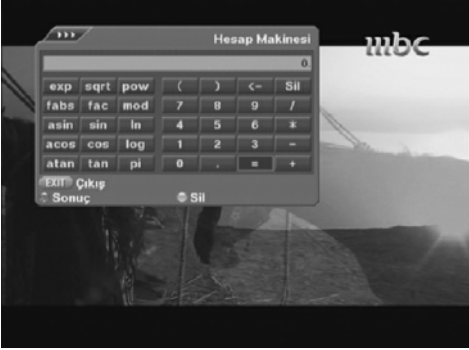 Hesap Makinesi
mbc
0.
exp sqrt pow ( ) <- Sil
fabs fac mod 7 8 9 /
asin sin ln 4 5 6 *
acos cos log 1 2 3 -
atan tan pi 0 . = +
EXIT Çıkış
Sonuç Sil